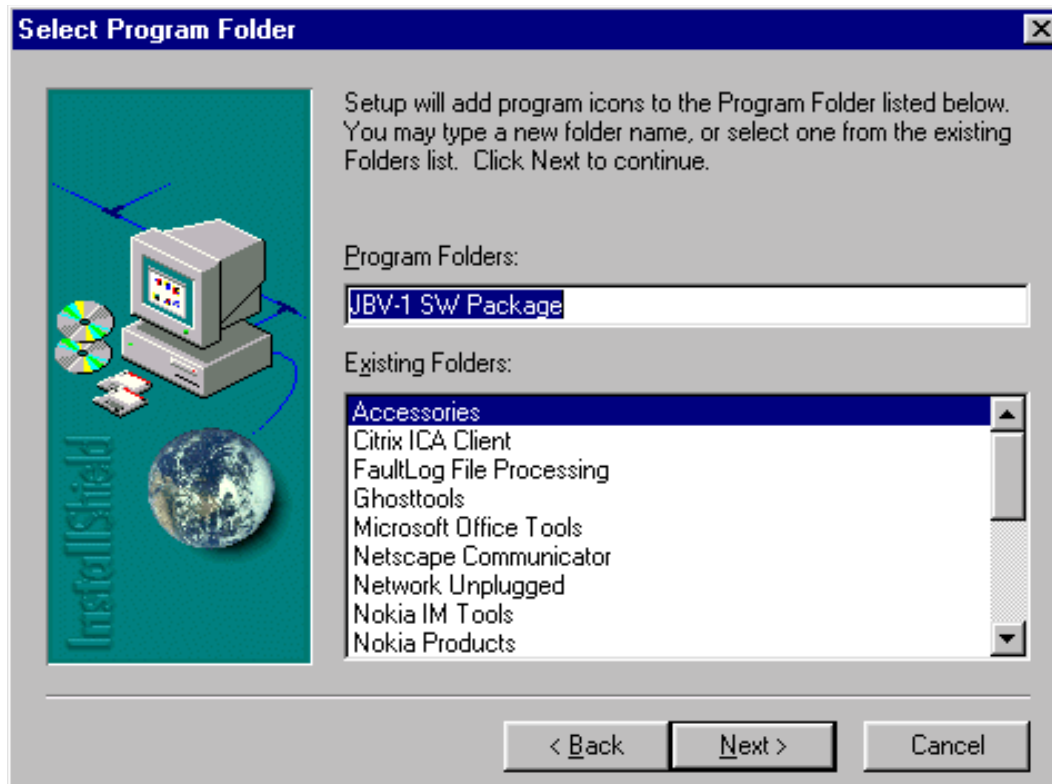 Select Program Folder
Setup will add program icons to the Program Folder listed below.
You may type a new folder name, or select one from the existing
Folders list.  Click Next to continue.
Program Folders:
JBV-1 SW Package
Existing Folders:
Accessories
Citrix ICA Client
FaultLog File Processing
Ghosttools
Microsoft Office Tools
Netscape Communicator
Network Unplugged
Nokia IM Tools
Nokia Products
InstallShield
< Back
Next >
Cancel